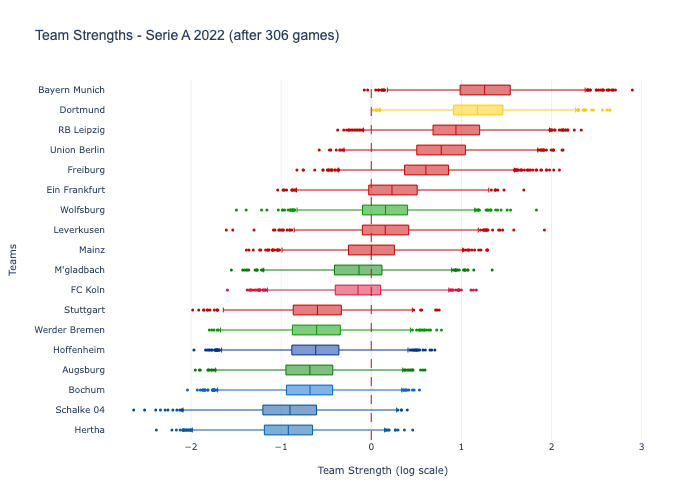 Team Strengths - Serie A 2022 (after 306 games)
Bayern Munich
Dortmund
RB Leipzig
Union Berlin
Freiburg
Ein Frankfurt
Wolfsburg
Leverkusen
Mainz
M'gladbach
FC Koln
Stuttgart
Werder Bremen
Hoffenheim
Augsburg
Bochum
Schalke 04
Hertha
Teams
−2 −1 0 1 2 3
Team Strength (log scale)